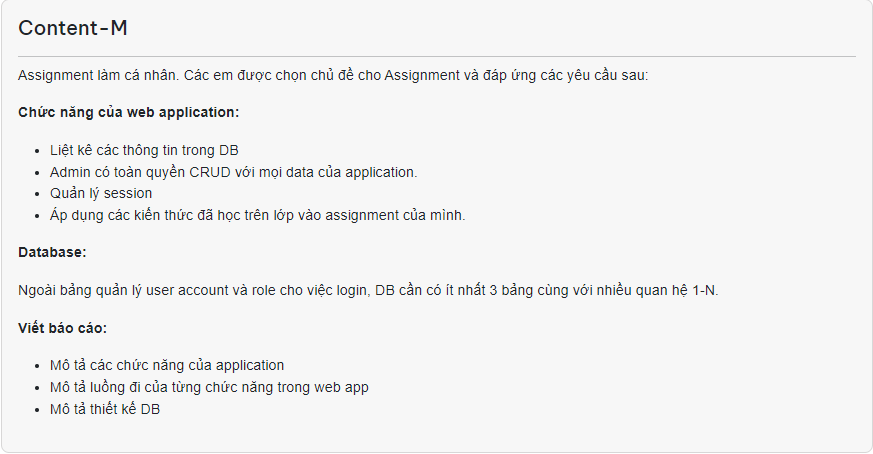 Content-M
Assignment làm cá nhân. Các em được chọn chủ đề cho Assignment và đáp ứng các yêu cầu sau:
Chức năng của web application:
• Liệt kê các thông tin trong DB
• Admin có toàn quyền CRUD với mọi data của application.
• Quản lý session
• Áp dụng các kiến thức đã học trên lớp vào assignment của mình.
Database:
Ngoài bảng quản lý user account và role cho việc login, DB cần có ít nhất 3 bảng cùng với nhiều quan hệ 1-N.
Viết báo cáo:
• Mô tả các chức năng của application
• Mô tả luồng đi của từng chức năng trong web app
• Mô tả thiết kế DB